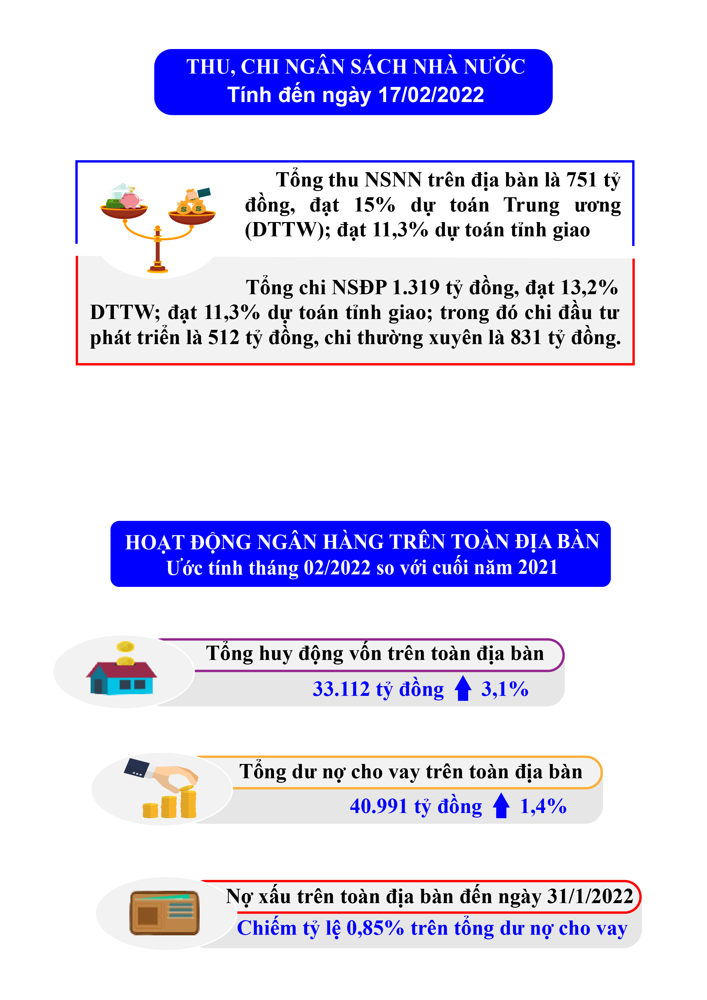 THU, CHI NGÂN SÁCH NHÀ NƯỚC
Tính đến ngày 17/02/2022
Tổng thu NSNN trên địa bàn là 751 tỷ
đồng, đạt 15% dự toán Trung ương
(DTTW); đạt 11,3% dự toán tỉnh giao
Tổng chi NSĐP 1.319 tỷ đồng, đạt 13,2%
DTTW; đạt 11,3% dự toán tỉnh giao; trong đó chi đầu tư
phát triển là 512 tỷ đồng, chi thường xuyên là 831 tỷ đồng.
HOẠT ĐỘNG NGÂN HÀNG TRÊN TOÀN ĐỊA BÀN
Ước tính tháng 02/2022 so với cuối năm 2021
Tổng huy động vốn trên toàn địa bàn
33.112 tỷ đồng 3,1%
Tổng dư nợ cho vay trên toàn địa bàn
40.991 tỷ đồng 1,4%
Nợ xấu trên toàn địa bàn đến ngày 31/1/2022
Chiếm tỷ lệ 0,85% trên tổng dư nợ cho vay